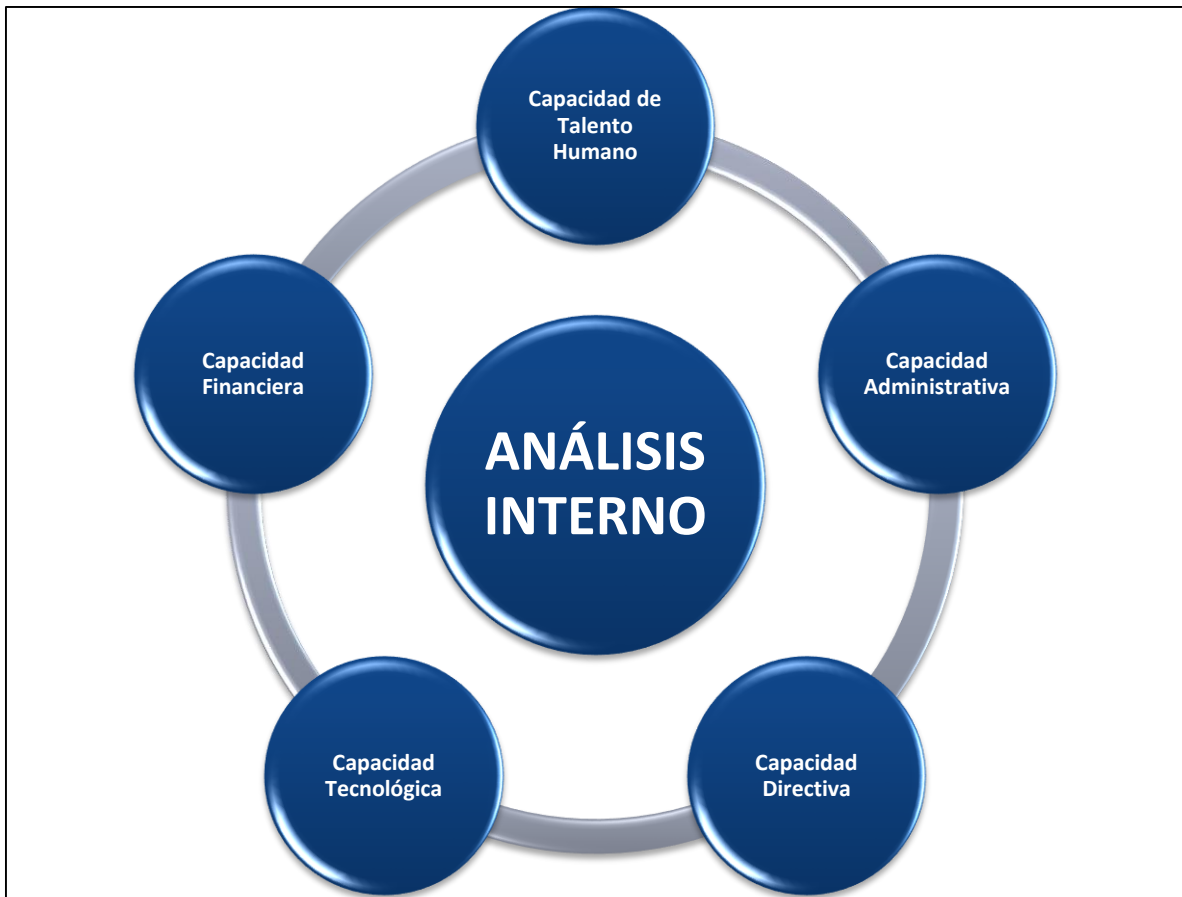 Capacidad de
Talento
Humano
Capacidad
Financiera
Capacidad
Administrativa
ANÁLISIS
INTERNO
Capacidad
Tecnológica
Capacidad
Directiva